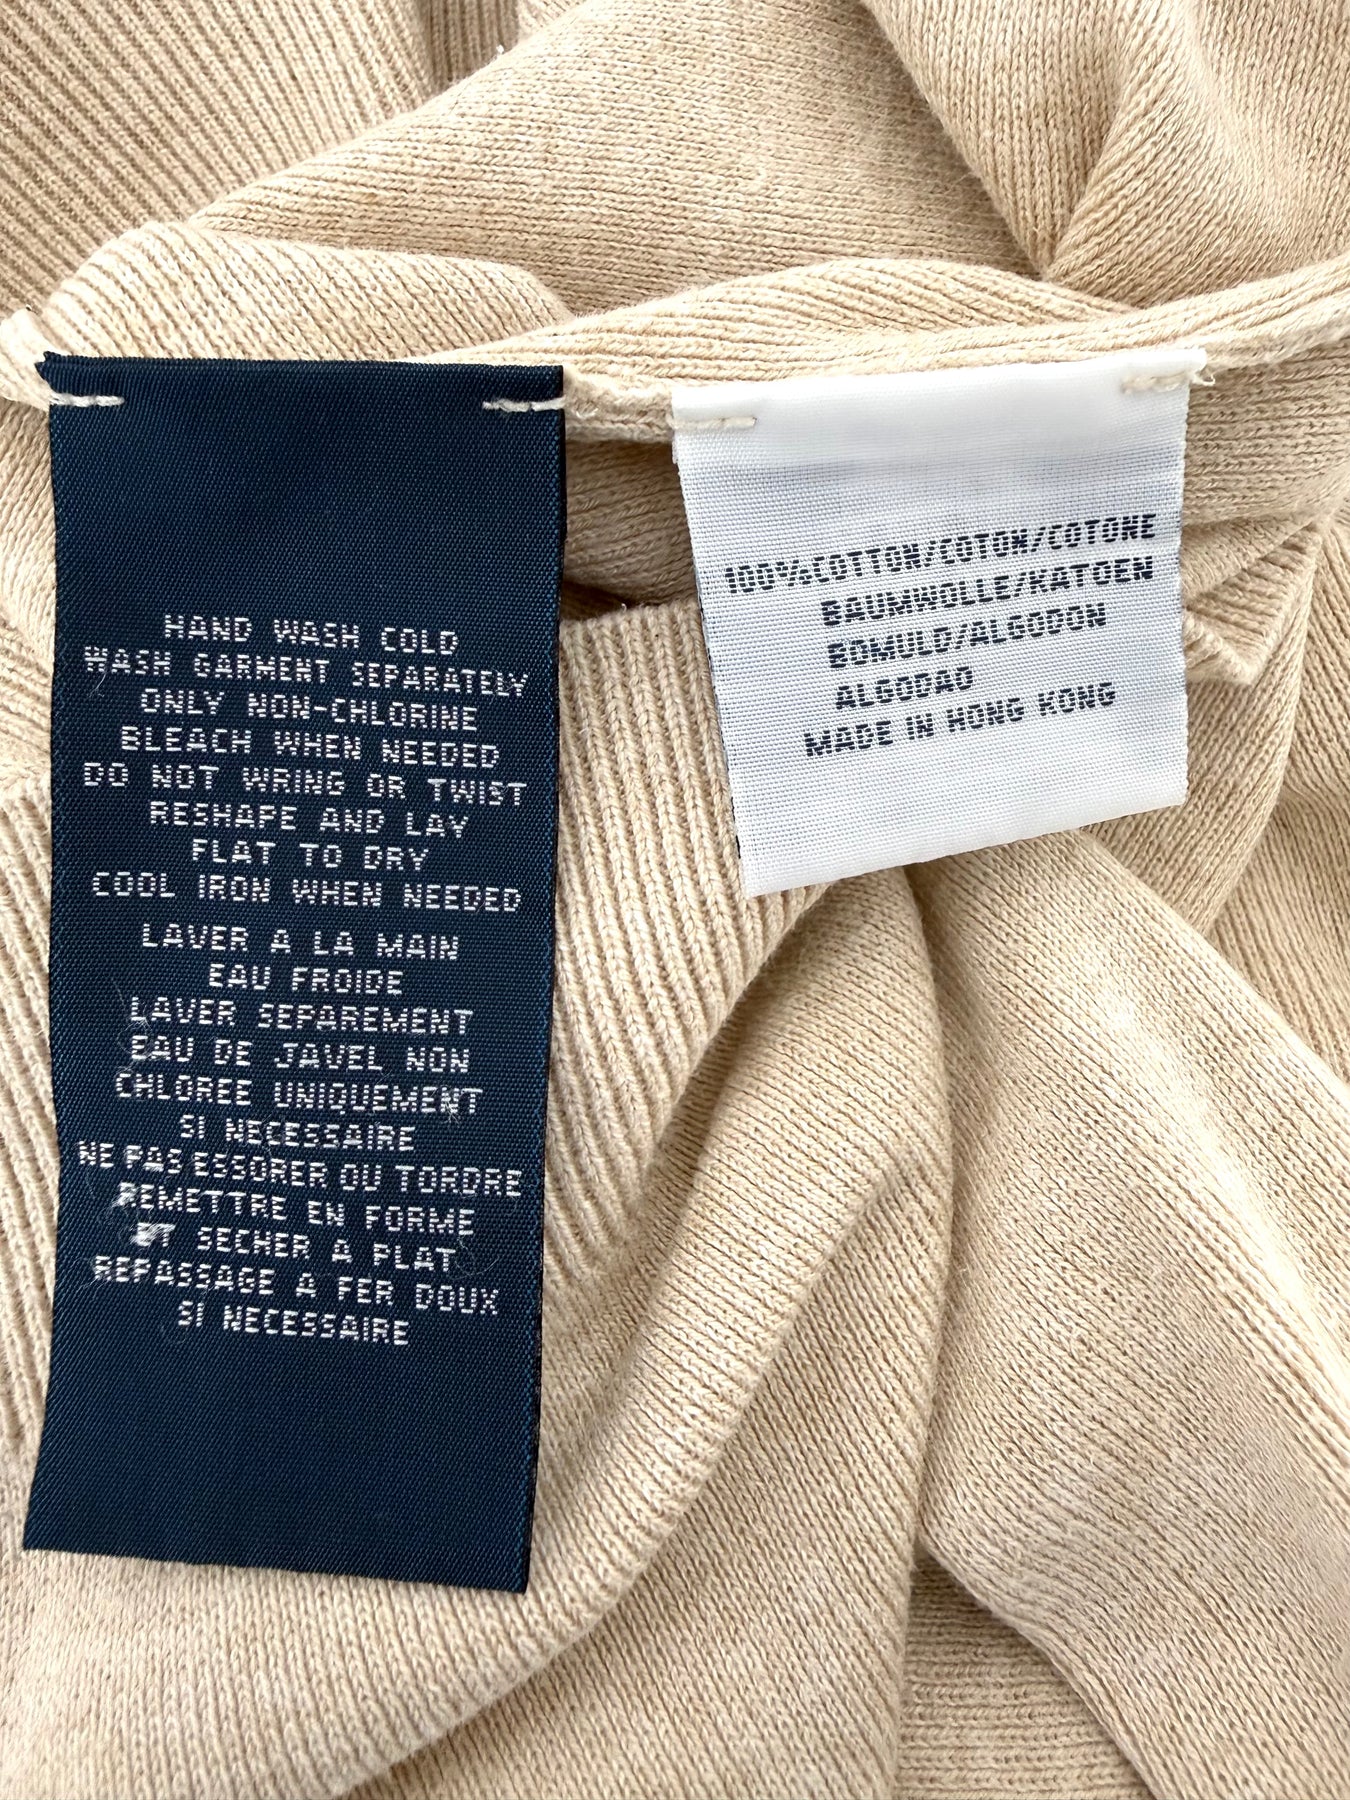 HAND WASH COLD
WASH GARMENT SEPARATELY
ONLY NON-CHLORINE
BLEACH WHEN NEEDED
DO NOT WRING OR TWIST
RESHAPE AND LAY
FLAT TO DRY
COOL IRON WHEN NEEDED
LAVER A LA MAIN
EAU FROIDE
LAVER SEPAREMENT
EAU DE JAVEL NON
CHLOREE UNIQUEMENT
SI NECESSAIRE
NE PAS ESSORER OU TORDRE
REMETTRE EN FORME
ET SECHER A PLAT
REPASSAGE A FER DOUX
SI NECESSAIRE
100%COTTON/COTON/COTONE
BAUMWOLLE/KATOEN
BOMULD/ALGODON
ALGODAO
MADE IN HONG KONG